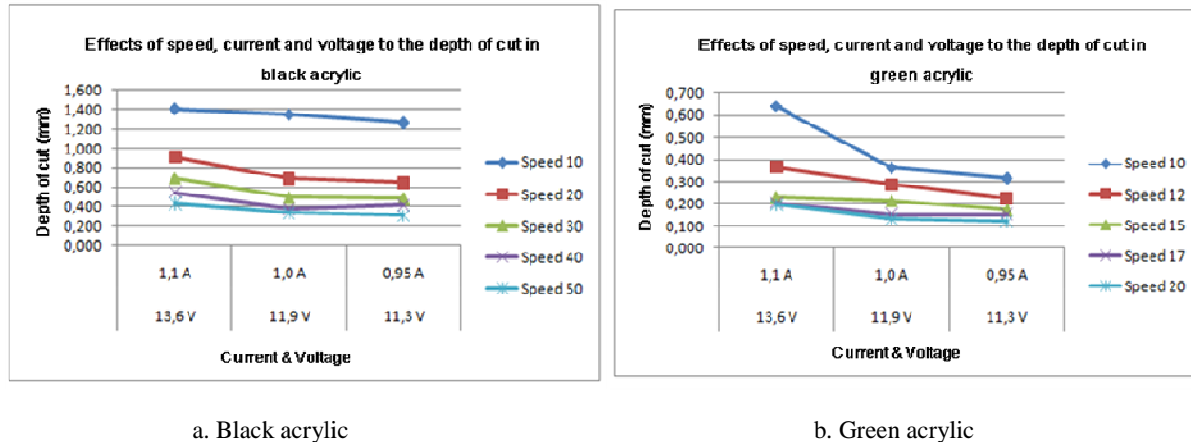 Effects of speed, current and voltage to the depth of cut in
black acrylic
Depth of cut (mm)
1,600
1,400
1,200
1,000
0,800
0,600
0,400
0,200
0,000
1,1 A
1,0 A
0,95 A
13,6 V
11,9 V
11,3 V
Current & Voltage
Speed 10
Speed 20
Speed 30
Speed 40
Speed 50
a. Black acrylic
Effects of speed, current and voltage to the depth of cut in
green acrylic
Depth of cut (mm)
0,700
0,600
0,500
0,400
0,300
0,200
0,100
0,000
1,1 A
1,0 A
0,95 A
13,6 V
11,9 V
11,3 V
Current & Voltage
Speed 10
Speed 12
Speed 15
Speed 17
Speed 20
b. Green acrylic